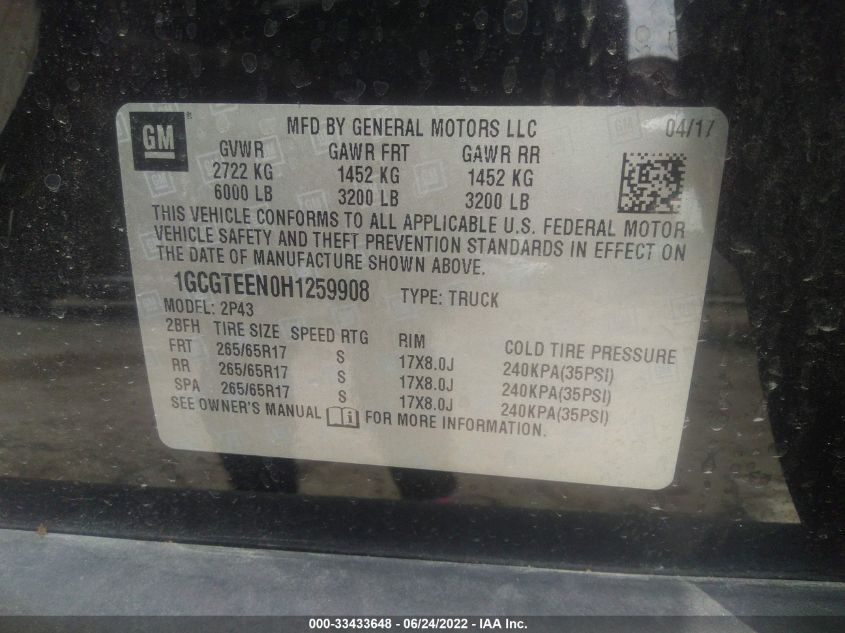 GM ®
MFD BY GENERAL MOTORS LLC 04/17
GVWR GAWR FRT GAWR RR
2722 KG 1452 KG 1452 KG
6000 LB 3200 LB 3200 LB
THIS VEHICLE CONFORMS TO ALL APPLICABLE U.S. FEDERAL MOTOR
VEHICLE SAFETY AND THEFT PREVENTION STANDARDS IN EFFECT ON
THE DATE OF MANUFACTURE SHOWN ABOVE.
1GCGTEEN0H1259908 TYPE: TRUCK
MODEL: 2P43
2BFH TIRE SIZE SPEED RTG RIM COLD TIRE PRESSURE
FRT 265/65R17 S 17X8.0J 240KPA(35PSI)
RR 265/65R17 S 17X8.0J 240KPA(35PSI)
SPA 265/65R17 S 17X8.0J 240KPA(35PSI)
SEE OWNER'S MANUAL FOR MORE INFORMATION.
000-33433648 - 06/24/2022 - IAA Inc.